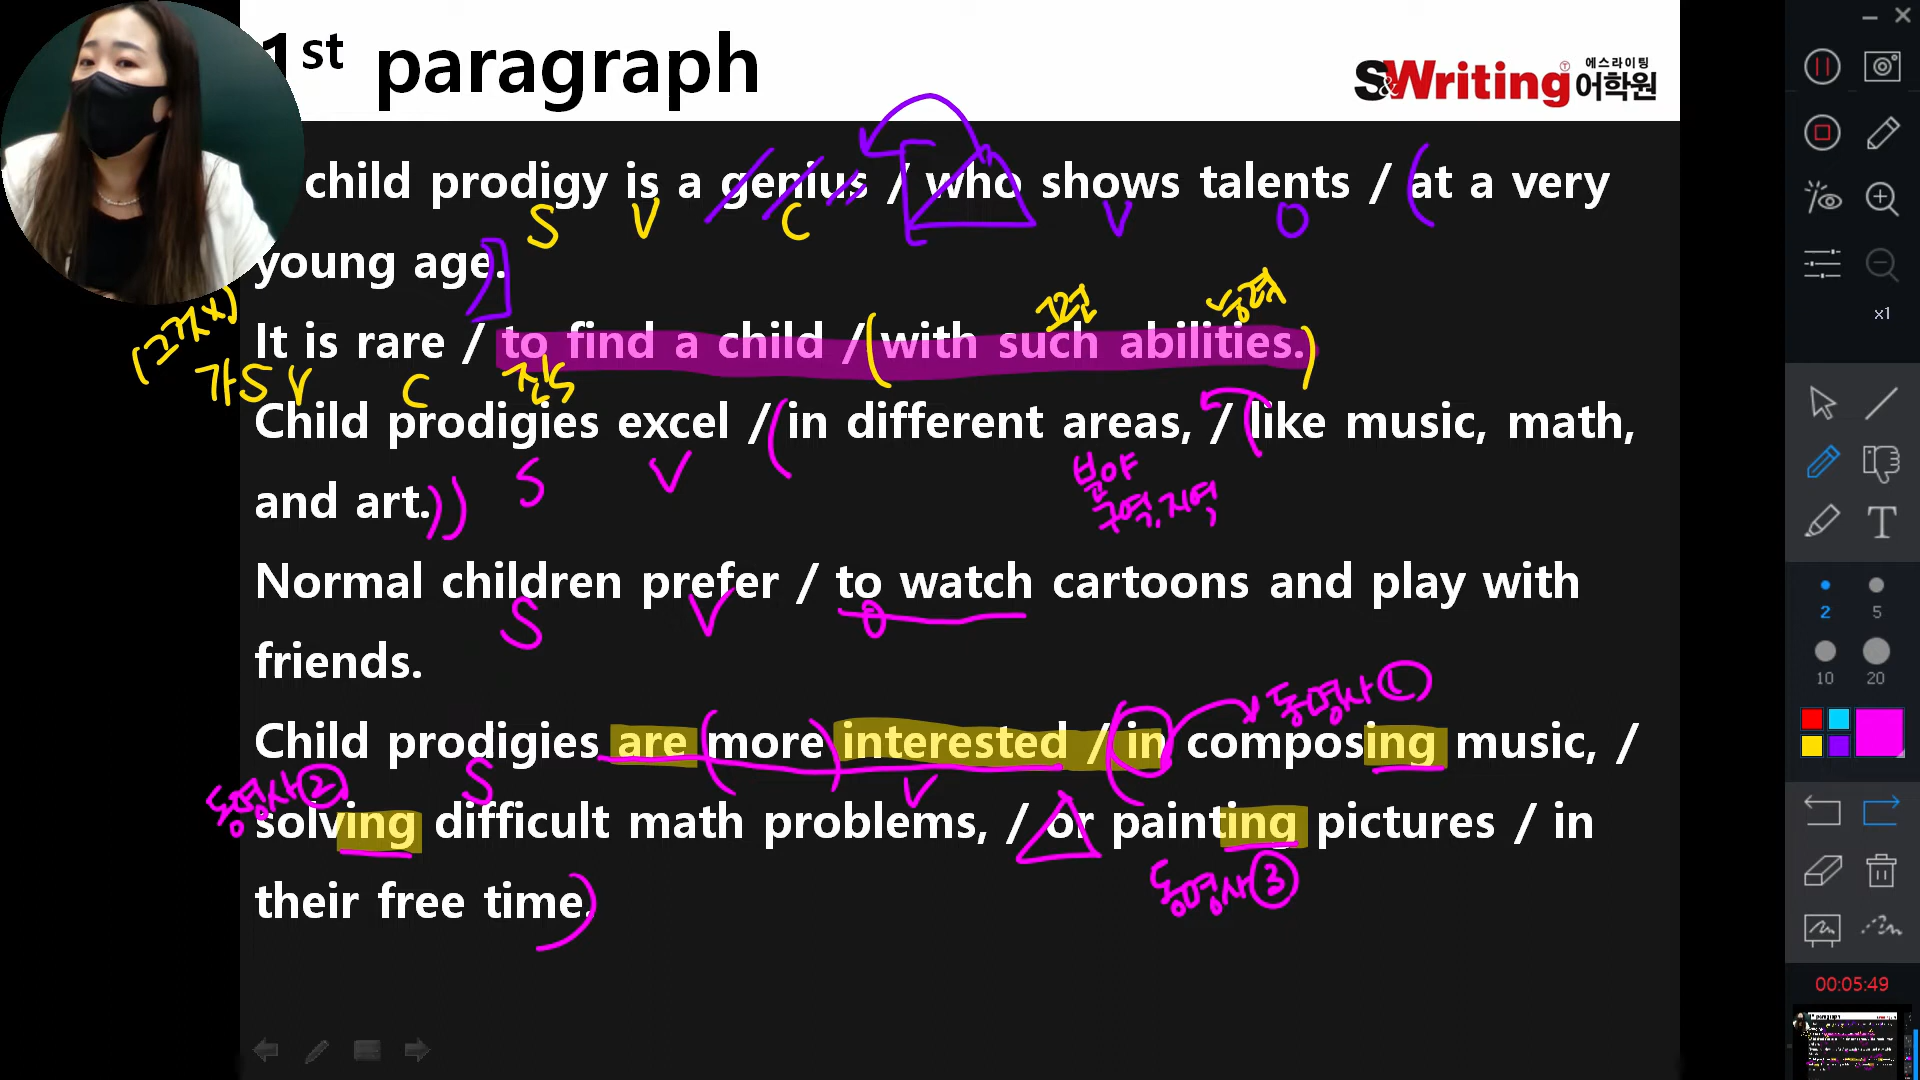 1st paragraph
S&Writing 에스라이팅 어학원
child prodigy is a genius / who shows talents / at a very
S V C V O
young age.
(그것x) 그런 능력
It is rare / to find a child / (with such abilities.)
가S V C 진S
Child prodigies excel / (in different areas, / like music, math,
S V 분야
and art.))
구역, 지역
Normal children prefer / to watch cartoons and play with
S V O
friends.
동명사①
Child prodigies are (more) interested / in composing music, /
동명사② S V
solving difficult math problems, / or painting pictures / in
동명사③
their free time.)
x1
T
2 5
10 20
00:05:49